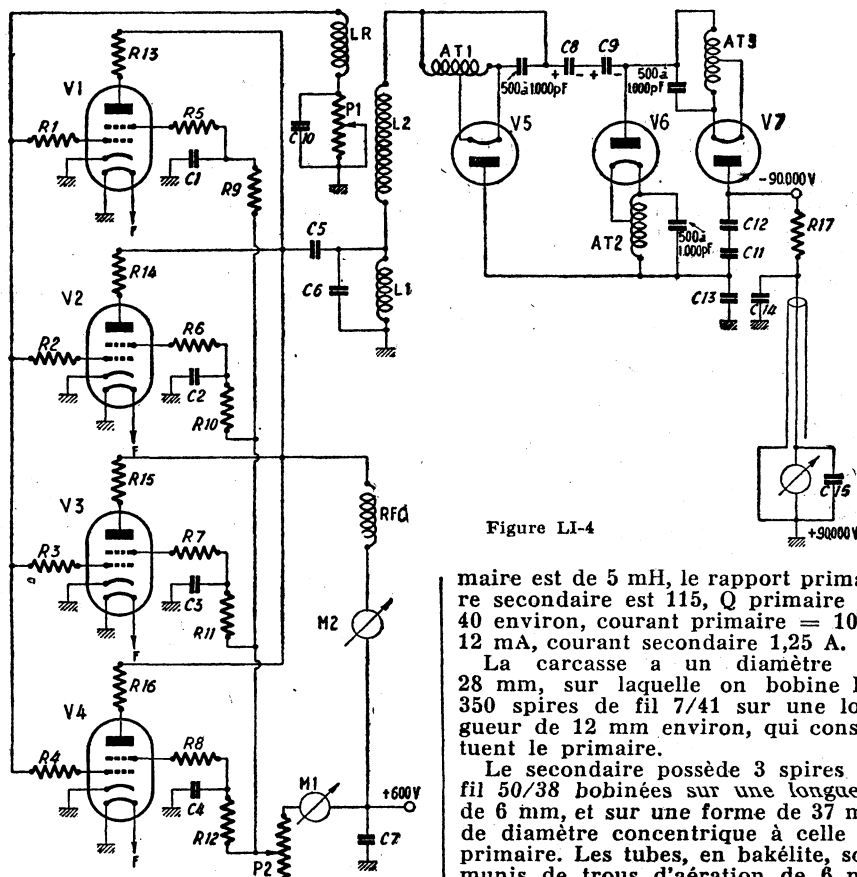 R13
LR
AT1
C8
C9
AT3
V1
500 à 1.000 pF
500 à 1.000 pF
R5
P1
V5
V6
V7
R1
C10
L2
C1
-90.000V
R9
C12
R17
F
C5
AT2
500 à 1.000 pF
C11
R14
C6
L1
C13
C14
V2
R6
R2
C2
R10
F
R15
C15
V3
RFC
Figure LI-4
+90.000V
R7
R3
C3
M2
R11
F
R16
V4
R8
R4
M1
+600V
C4
R12
C7
F
P2
maire est de 5 mH, le rapport prima
re secondaire est 115, Q primaire
40 environ, courant primaire = 10
12 mA, courant secondaire 1,25 A.
La carcasse a un diamètre
28 mm, sur laquelle on bobine l
350 spires de fil 7/41 sur une lo
gueur de 12 mm environ, qui cons
tuent le primaire.
Le secondaire possède 3 spires
fil 50/38 bobinées sur une longue
de 6 mm, et sur une forme de 37 m
de diamètre concentrique à celle
primaire. Les tubes, en bakélite, so
munis de trous d'aération de 6 m